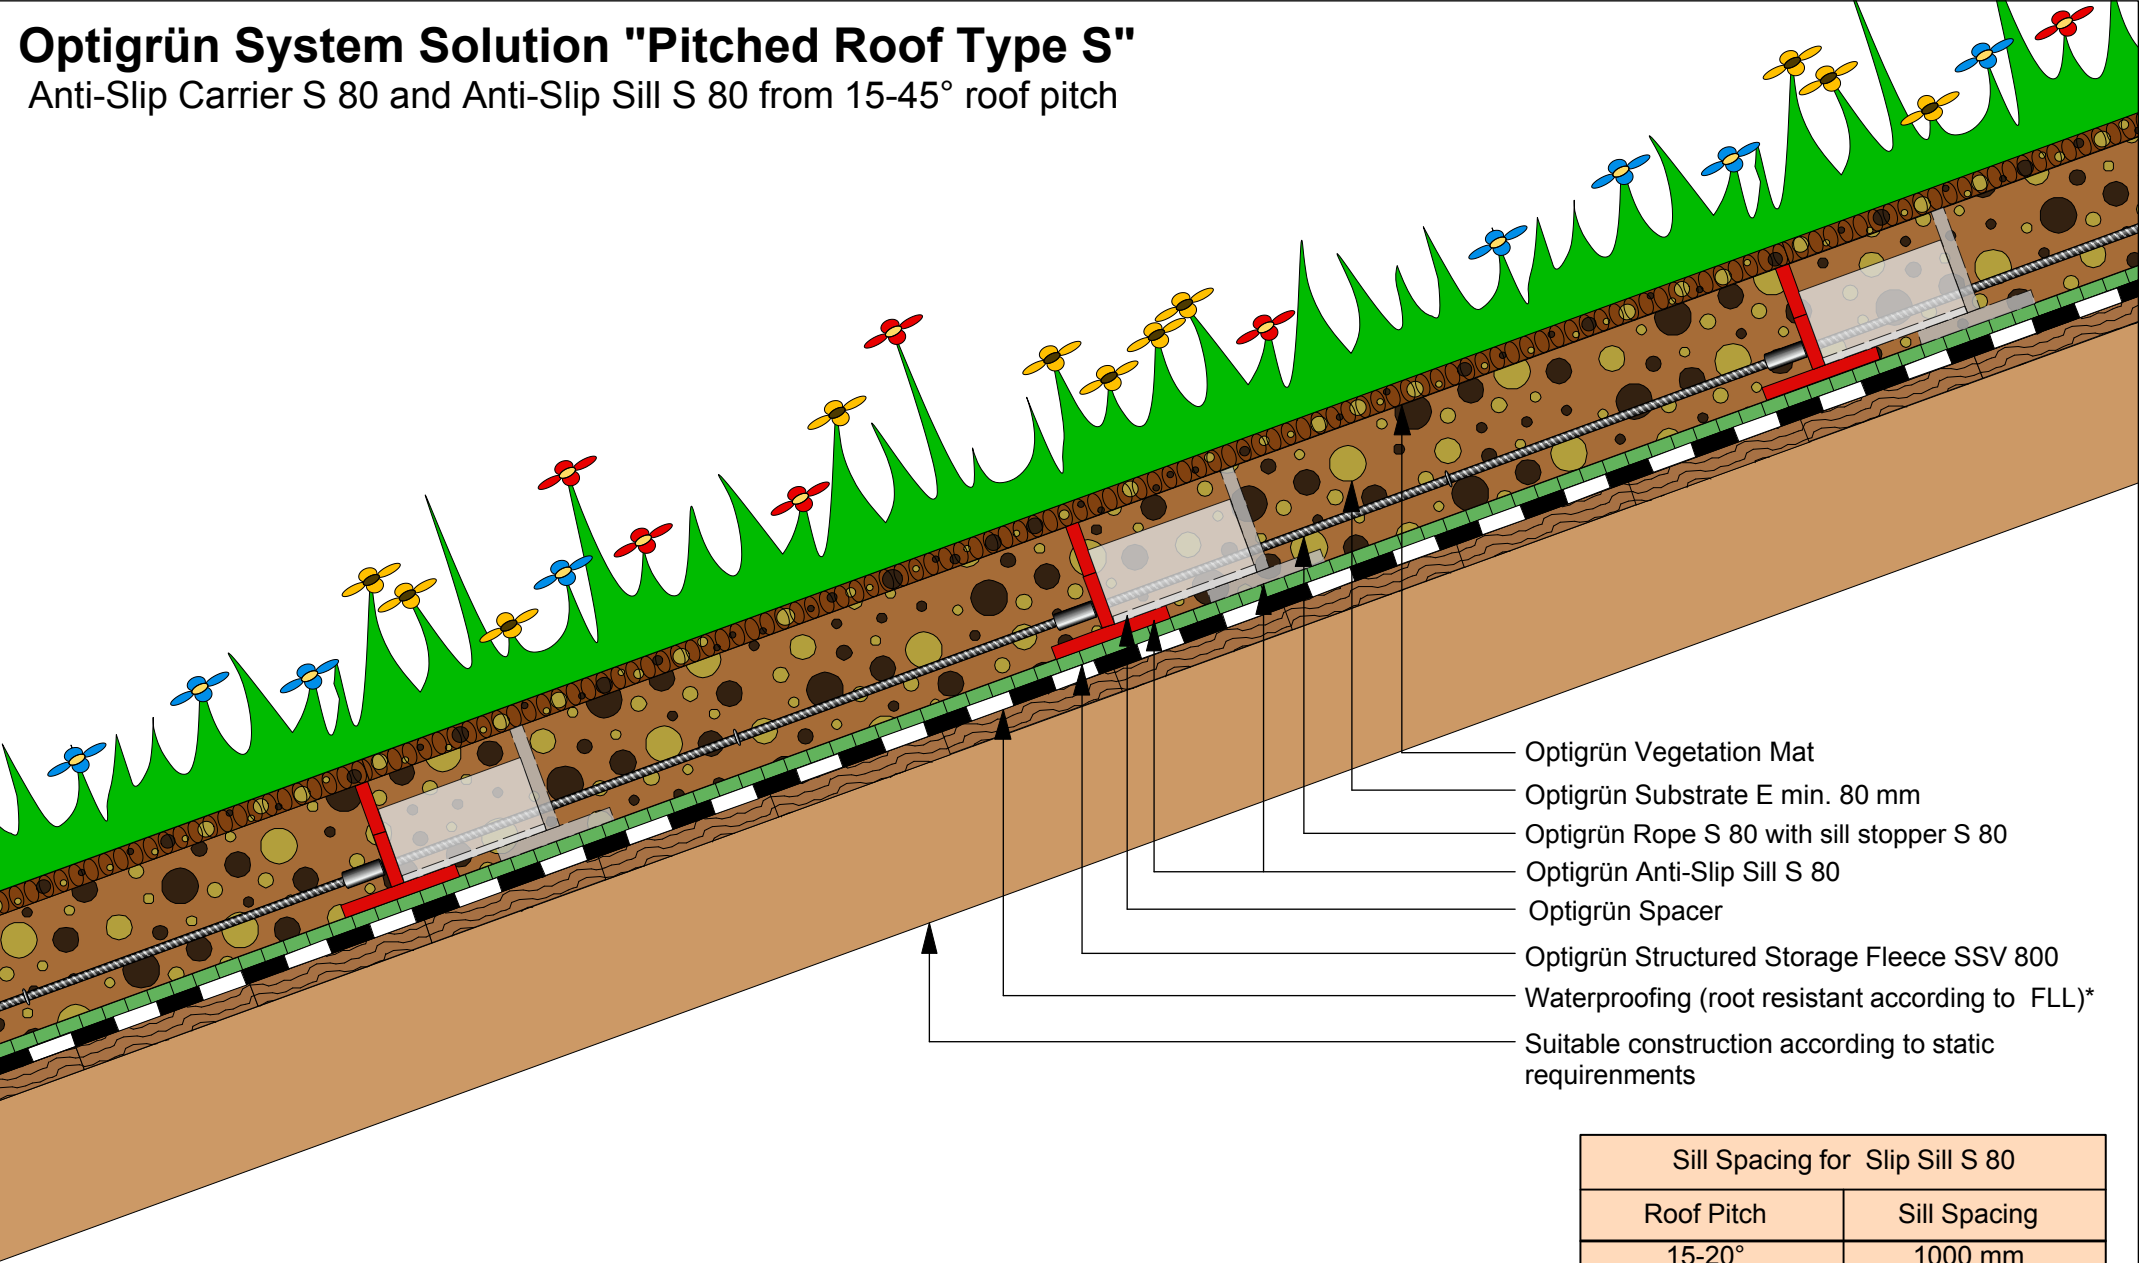 Optigrün System Solution "Pitched Roof Type S"
Anti-Slip Carrier S 80 and Anti-Slip Sill S 80 from 15-45° roof pitch
Optigrün Vegetation Mat
Optigrün Substrate E min. 80 mm
Optigrün Rope S 80 with sill stopper S 80
Optigrün Anti-Slip Sill S 80
Optigrün Spacer
Optigrün Structured Storage Fleece SSV 800
Waterproofing (root resistant according to FLL)*
Suitable construction according to static
requirenments
Sill Spacing for Slip Sill S 80
Roof Pitch Sill Spacing
15-20° 1000 mm